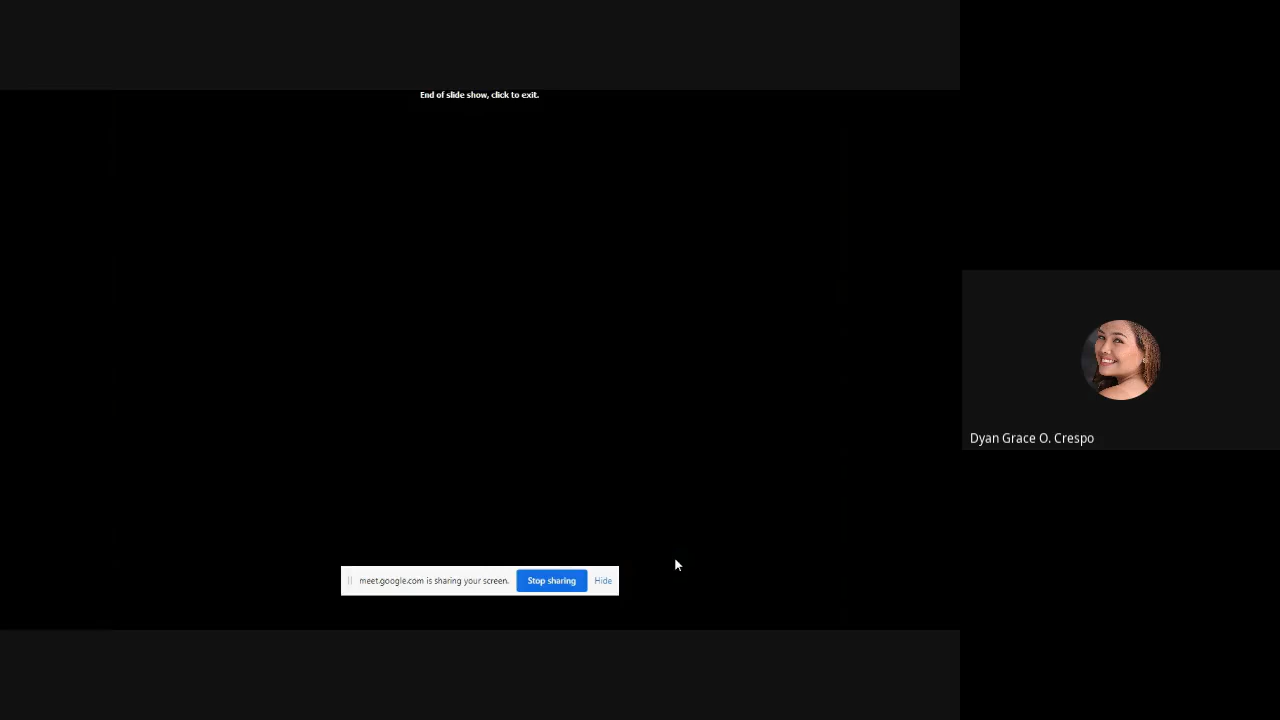 End of slide show, click to exit.
Dyan Grace O. Crespo
meet.google.com is sharing your screen. Stop sharing Hide